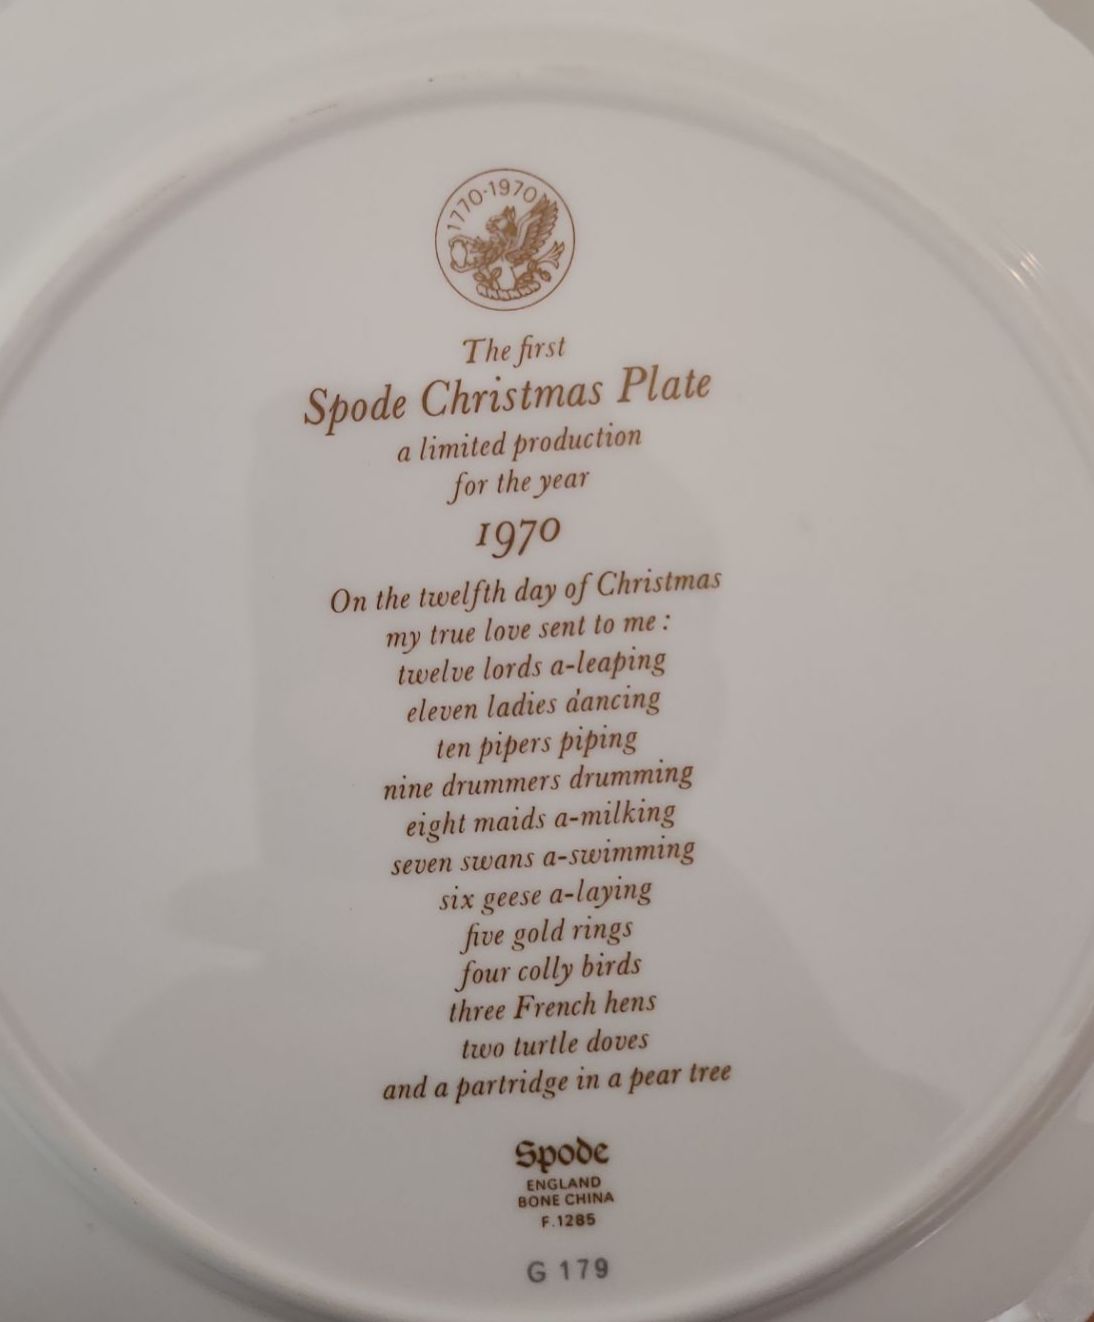 1770-1970
The first
Spode Christmas Plate
a limited production
for the year
1970
On the twelfth day of Christmas
my true love sent to me :
twelve lords a-leaping
eleven ladies dancing
ten pipers piping
nine drummers drumming
eight maids a-milking
seven swans a-swimming
six geese a-laying
five gold rings
four colly birds
three French hens
two turtle doves
and a partridge in a pear tree
Spode
ENGLAND
BONE CHINA
F.1285
G 179